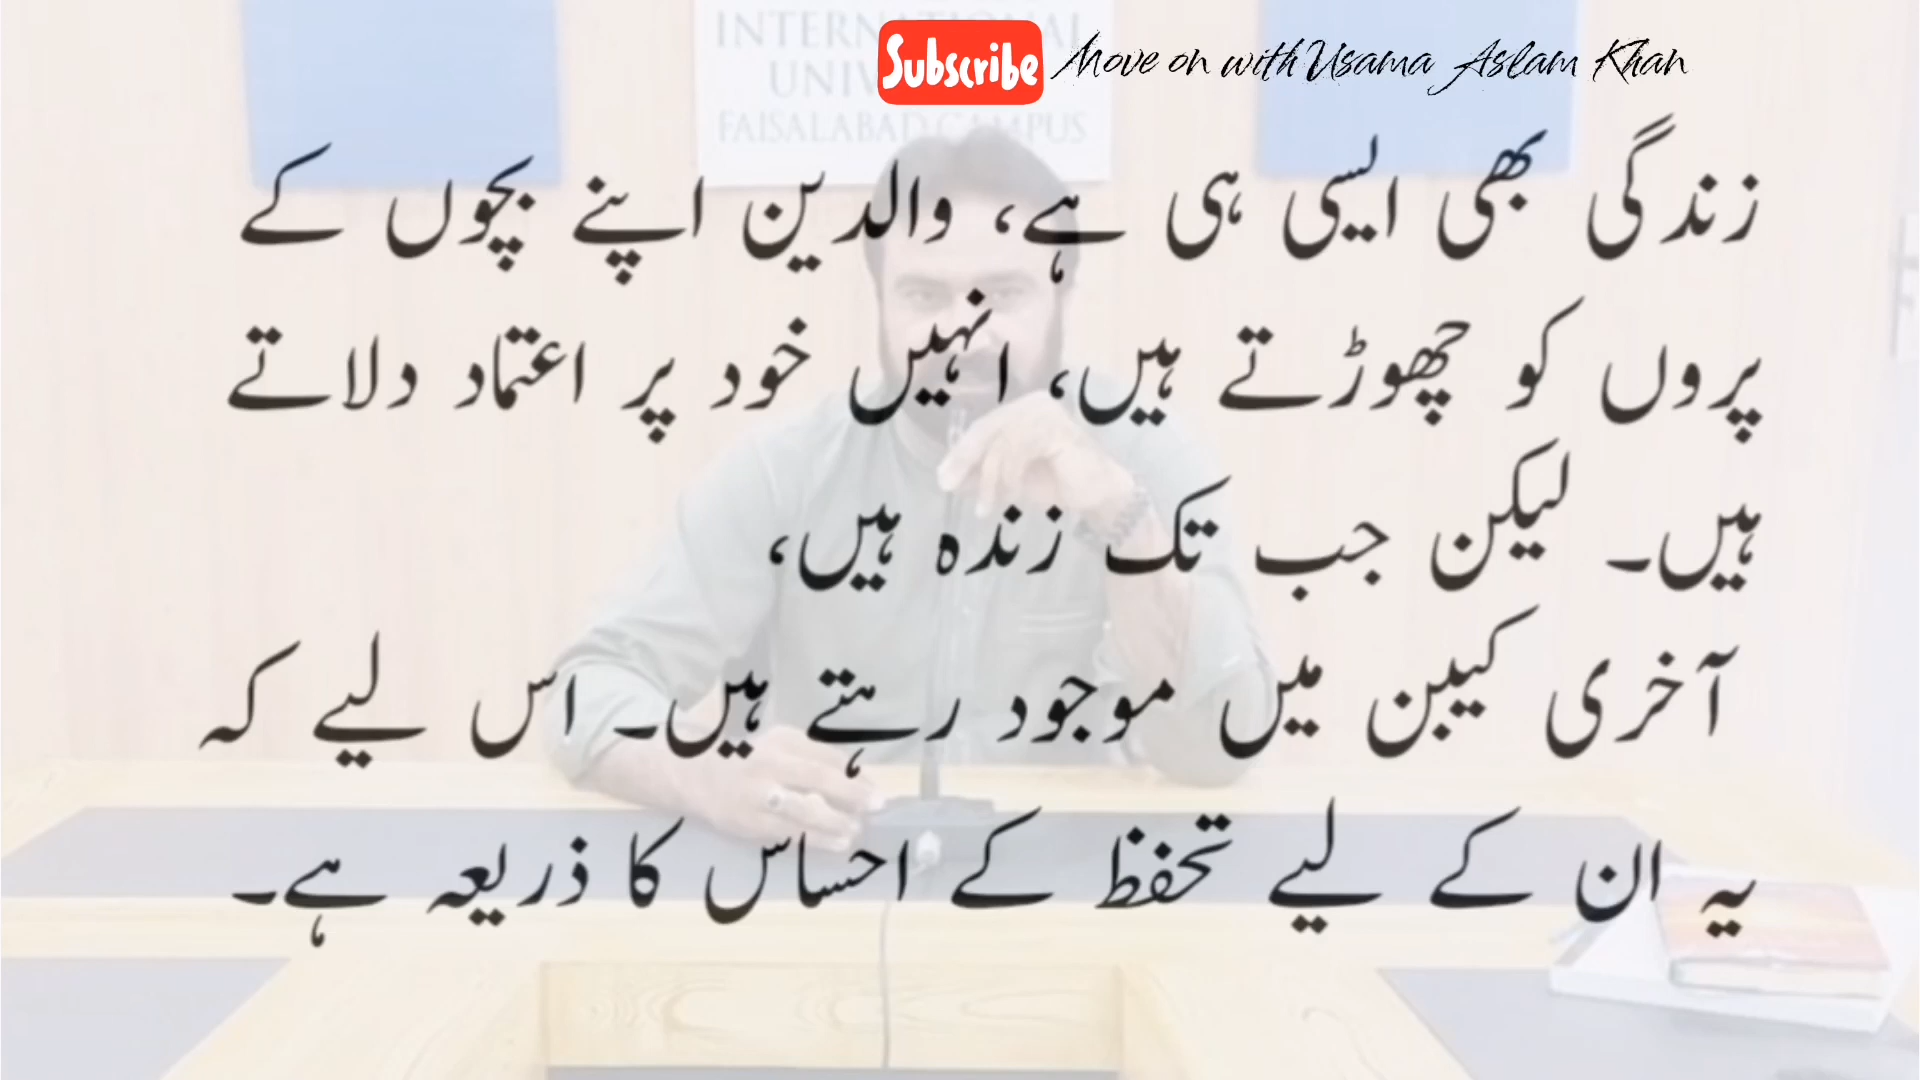 INTERNATIONAL
FAISALABAD CAMPUS
Subscribe Move on with Usama Aslam Khan
زندگی بھی ایسی ہی ہے، والدین اپنے بچوں کے
پروں کو چھوڑتے ہیں، انہیں خود پر اعتماد دلاتے
ہیں۔ لیکن جب تک زندہ ہیں،
آخری کیبن میں موجود رہتے ہیں۔ اس لیے کہ
یہ ان کے لیے تحفظ کے احساس کا ذریعہ ہے۔